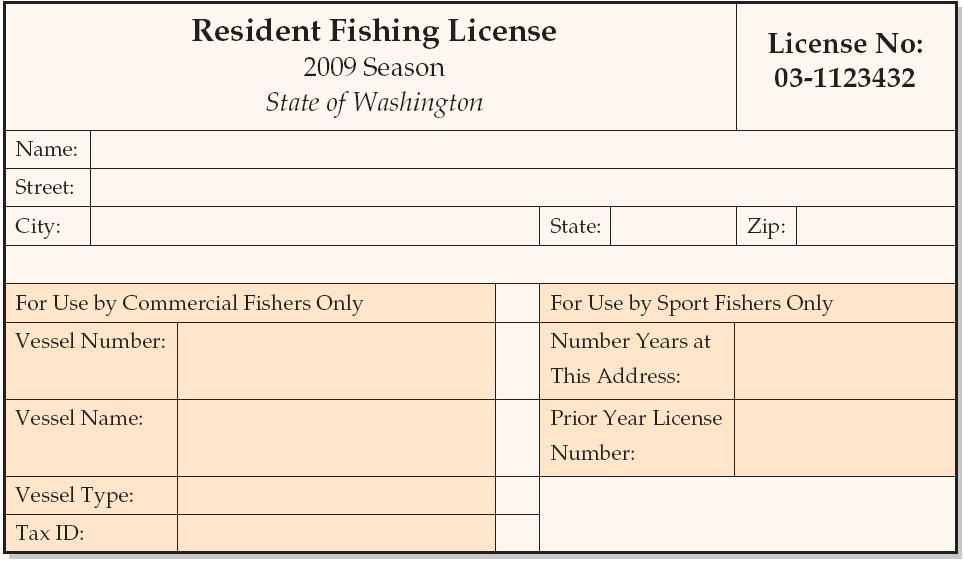 Resident Fishing License
2009 Season
State of Washington
License No:
03-1123432
Name:
Street:
City:
State:
Zip:
For Use by Commercial Fishers Only
Vessel Number:
Vessel Name:
Vessel Type:
Tax ID:
For Use by Sport Fishers Only
Number Years at
This Address:
Prior Year License
Number: